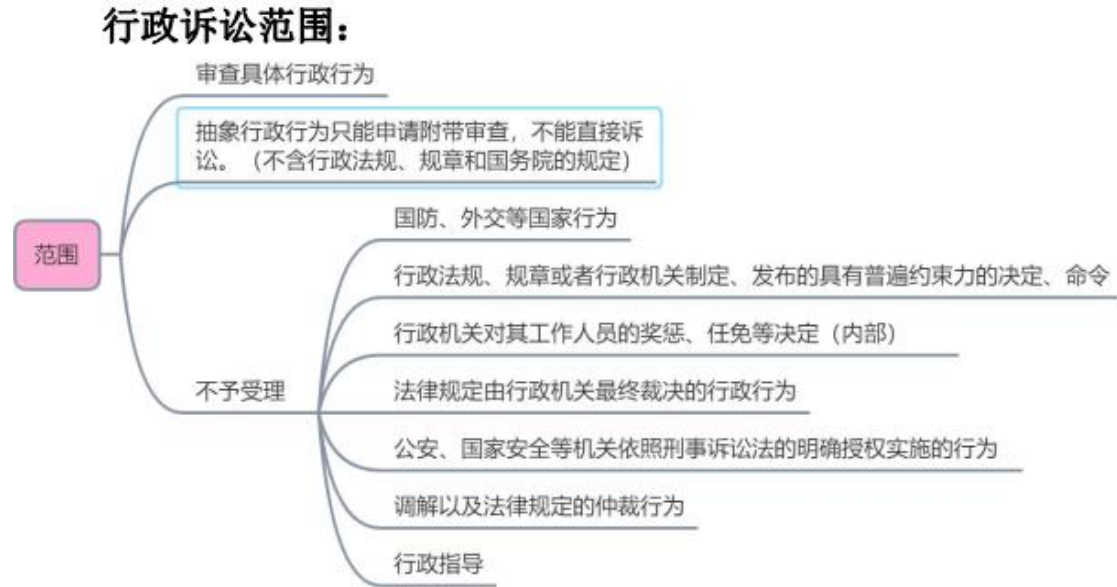 行政诉讼范围：
范围
审查具体行政行为
抽象行政行为只能申请附带审查，不能直接诉
讼。（不含行政法规、规章和国务院的规定）
不予受理
国防、外交等国家行为
行政法规、规章或者行政机关制定、发布的具有普遍约束力的决定、命令
行政机关对其工作人员的奖惩、任免等决定（内部）
法律规定由行政机关最终裁决的行政行为
公安、国家安全等机关依照刑事诉讼法的明确授权实施的行为
调解以及法律规定的仲裁行为
行政指导